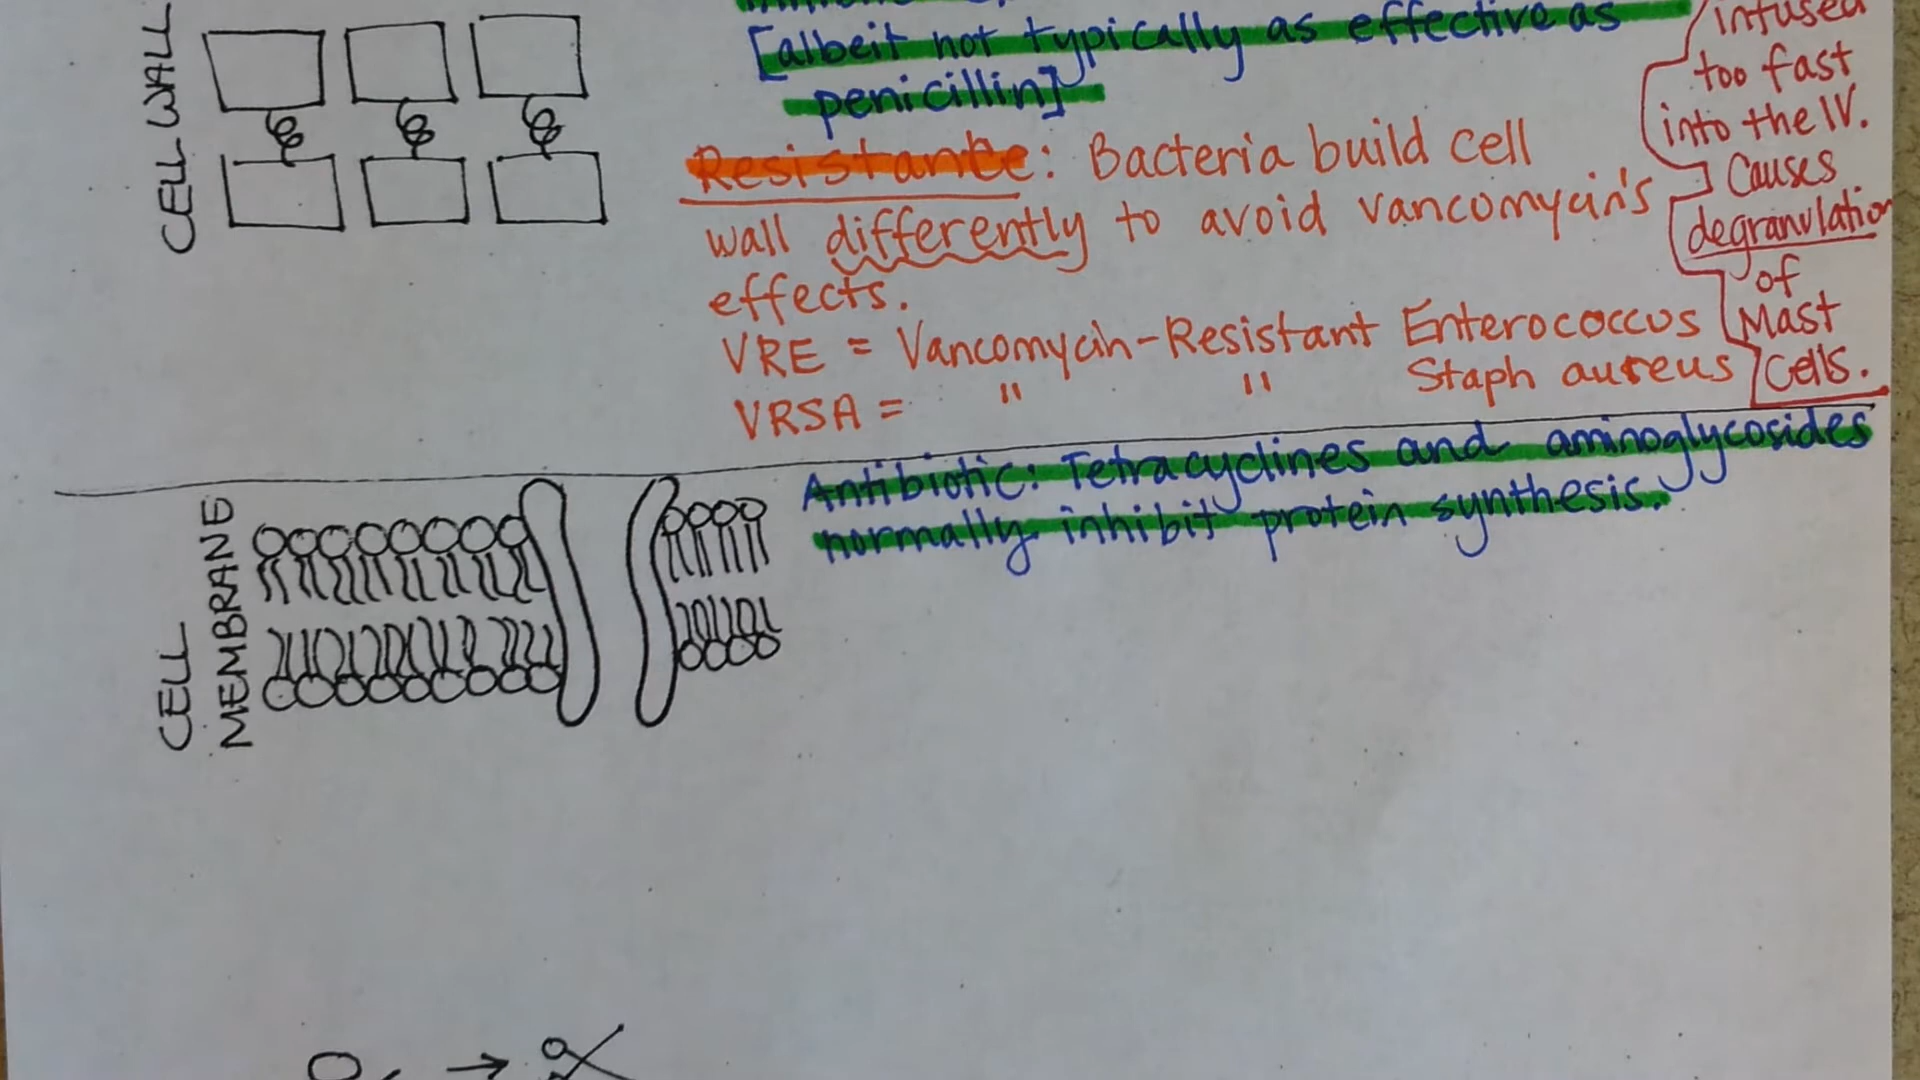 CELL WALL
[albeit not typically as effective as
penicillin]
Resistance: Bacteria build cell
wall differently to avoid vancomycin's
effects.
VRE = Vancomycin-Resistant Enterococcus
VRSA = " " Staph aureus
infused
too fast
into the IV.
Causes
degranulation
of
Mast
Cells.
CELL
MEMBRANE
Antibiotic: Tetracyclines and aminoglycosides
normally inhibit protein synthesis.